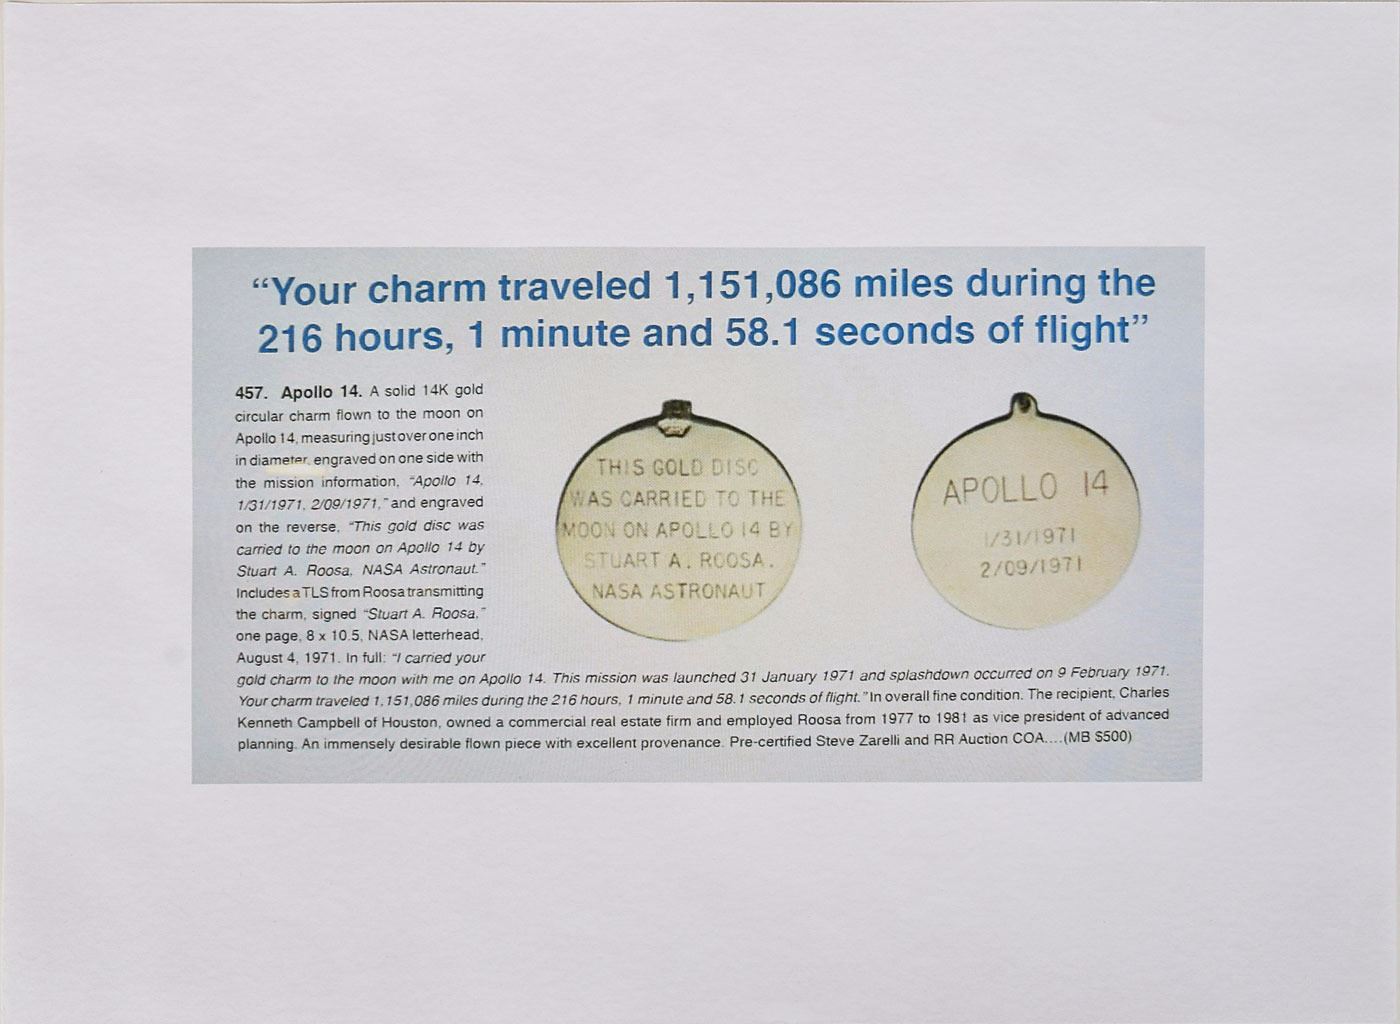 “Your charm traveled 1,151,086 miles during the
216 hours, 1 minute and 58.1 seconds of flight”
457. Apollo 14. A solid 14K gold
circular charm flown to the moon on
Apollo 14, measuring just over one inch
in diameter, engraved on one side with
the mission information, “Apollo 14,
1/31/1971, 2/09/1971,” and engraved
on the reverse, “This gold disc was
carried to the moon on Apollo 14 by
Stuart A. Roosa, NASA Astronaut.”
Includes a TLS from Roosa transmitting
the charm, signed “Stuart A. Roosa,”
one page, 8 x 10.5, NASA letterhead,
August 4, 1971. In full: “I carried your
gold charm to the moon with me on Apollo 14. This mission was launched 31 January 1971 and splashdown occurred on 9 February 1971.
Your charm traveled 1,151,086 miles during the 216 hours, 1 minute and 58.1 seconds of flight.” In overall fine condition. The recipient, Charles
Kenneth Campbell of Houston, owned a commercial real estate firm and employed Roosa from 1977 to 1981 as vice president of advanced
planning. An immensely desirable flown piece with excellent provenance. Pre-certified Steve Zarelli and RR Auction COA....(MB $500)
THIS GOLD DISC
WAS CARRIED TO THE
MOON ON APOLLO 14 BY
STUART A. ROOSA.
NASA ASTRONAUT
APOLLO 14
1/31/1971
2/09/1971